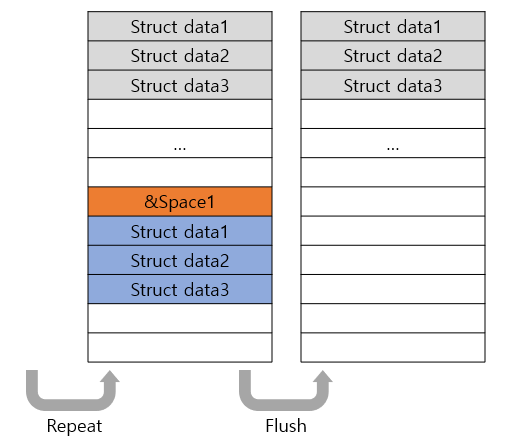 Struct data1
Struct data2
Struct data3
...
&Space1
Struct data1
Struct data2
Struct data3
Struct data1
Struct data2
Struct data3
...
Repeat
Flush